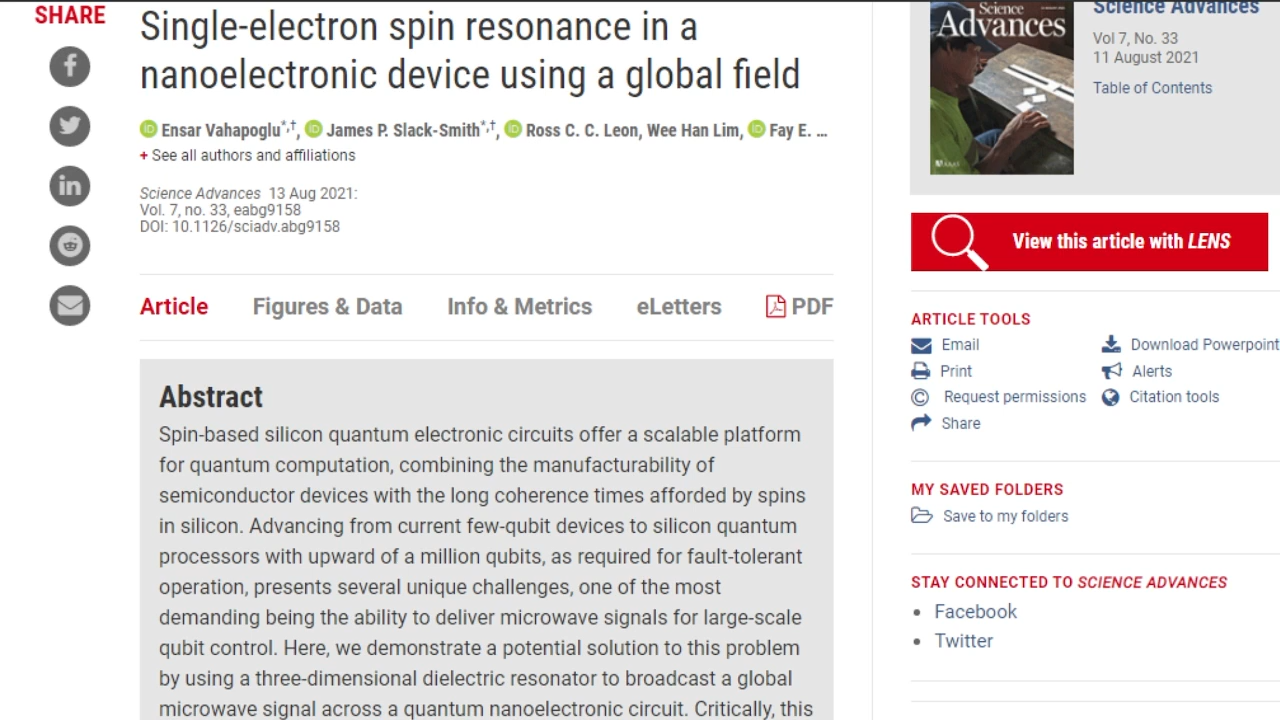 SHARE
Single-electron spin resonance in a
nanoelectronic device using a global field
Ensar Vahapoglu*,†, James P. Slack-Smith*,†, Ross C. C. Leon, Wee Han Lim, Fay E. ...
+ See all authors and affiliations
Science Advances 13 Aug 2021:
Vol. 7, no. 33, eabg9158
DOI: 10.1126/sciadv.abg9158
Article Figures & Data Info & Metrics eLetters PDF
Abstract
Spin-based silicon quantum electronic circuits offer a scalable platform
for quantum computation, combining the manufacturability of
semiconductor devices with the long coherence times afforded by spins
in silicon. Advancing from current few-qubit devices to silicon quantum
processors with upward of a million qubits, as required for fault-tolerant
operation, presents several unique challenges, one of the most
demanding being the ability to deliver microwave signals for large-scale
qubit control. Here, we demonstrate a potential solution to this problem
by using a three-dimensional dielectric resonator to broadcast a global
microwave signal across a quantum nanoelectronic circuit. Critically, this
Science
Advances
Science Advances
Vol 7, No. 33
11 August 2021
Table of Contents
View this article with LENS
ARTICLE TOOLS
Email
Download Powerpoint
Print
Alerts
Request permissions
Citation tools
Share
MY SAVED FOLDERS
Save to my folders
STAY CONNECTED TO SCIENCE ADVANCES
Facebook
Twitter